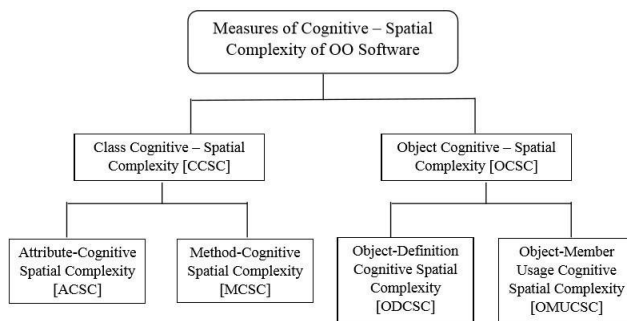 Measures of Cognitive – Spatial
Complexity of OO Software
Class Cognitive – Spatial
Complexity [CCSC]
Object Cognitive – Spatial
Complexity [OCSC]
Attribute-Cognitive
Spatial Complexity
[ACSC]
Method-Cognitive
Spatial Complexity
[MCSC]
Object-Definition
Cognitive Spatial
Complexity
[ODCSC]
Object-Member
Usage Cognitive
Spatial Complexity
[OMUCSC]